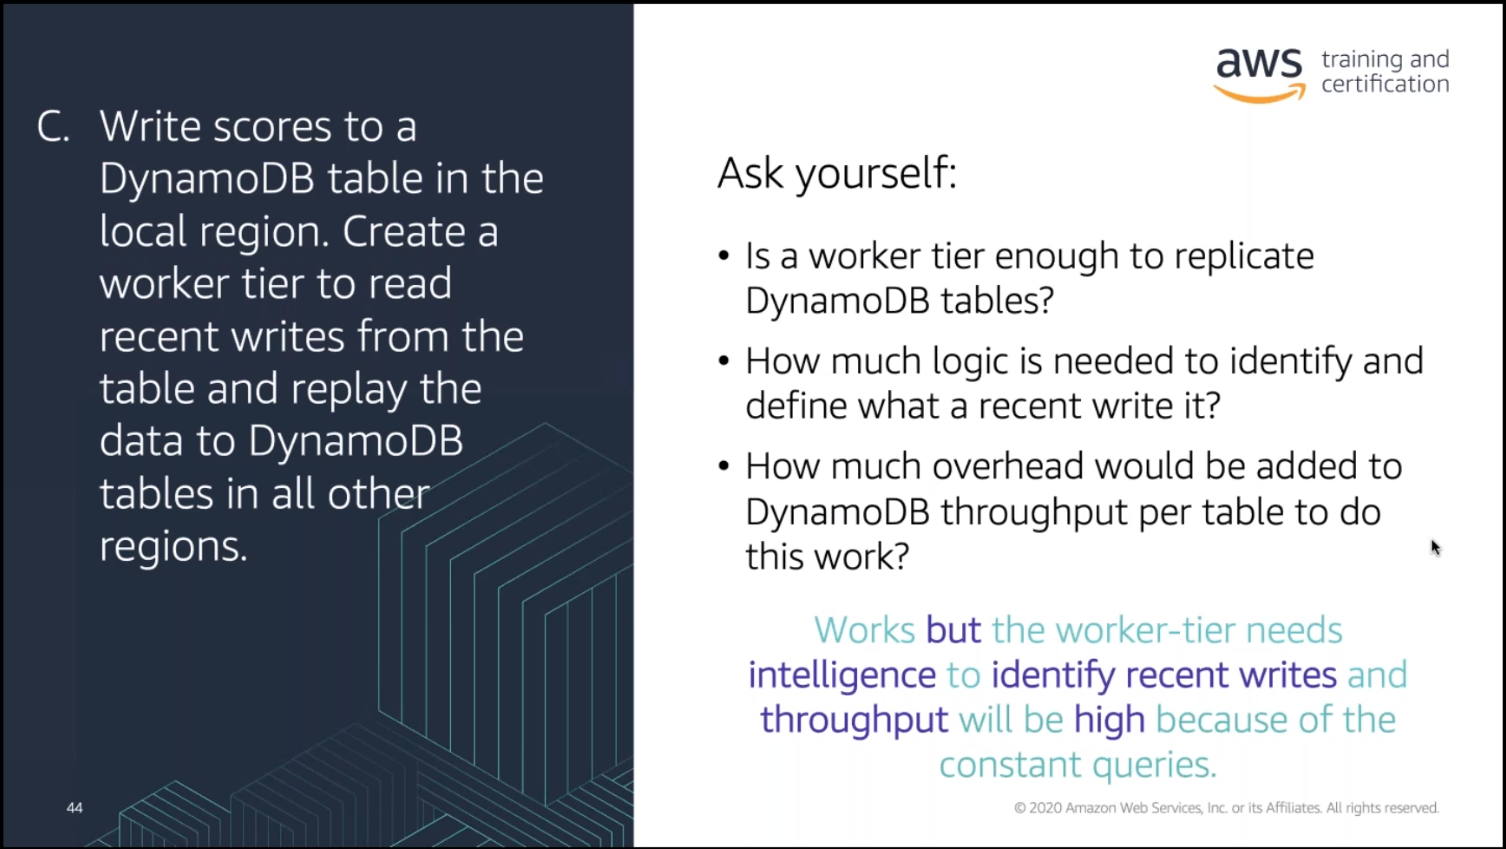 C. Write scores to a
DynamoDB table in the
local region. Create a
worker tier to read
recent writes from the
table and replay the
data to DynamoDB
tables in all other
regions.
44
aws training and
certification
Ask yourself:
• Is a worker tier enough to replicate
DynamoDB tables?
• How much logic is needed to identify and
define what a recent write it?
• How much overhead would be added to
DynamoDB throughput per table to do
this work?
Works but the worker-tier needs
intelligence to identify recent writes and
throughput will be high because of the
constant queries.
© 2020 Amazon Web Services, Inc. or its Affiliates. All rights reserved.